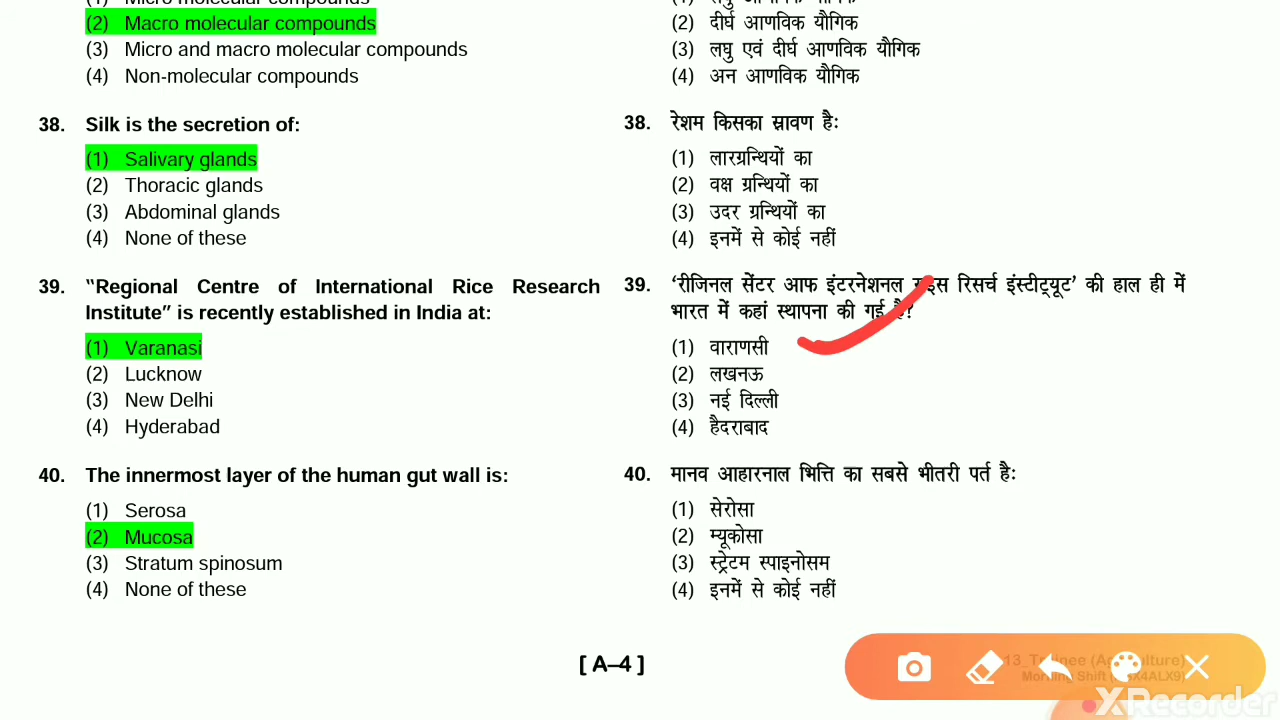 (2) Macro molecular compounds
(3) Micro and macro molecular compounds
(4) Non-molecular compounds
38. Silk is the secretion of:
(1) Salivary glands
(2) Thoracic glands
(3) Abdominal glands
(4) None of these
39. "Regional Centre of International Rice Research
Institute" is recently established in India at:
(1) Varanasi
(2) Lucknow
(3) New Delhi
(4) Hyderabad
40. The innermost layer of the human gut wall is:
(1) Serosa
(2) Mucosa
(3) Stratum spinosum
(4) None of these
(2) दीर्घ आणविक यौगिक
(3) लघु एवं दीर्घ आणविक यौगिक
(4) अन आणविक यौगिक
38. रेशम किसका स्रावण है:
(1) लारग्रन्थियों का
(2) वक्ष ग्रन्थियों का
(3) उदर ग्रन्थियों का
(4) इनमें से कोई नहीं
39. 'रीजिनल सेंटर आफ इंटरनेशनल राइस रिसर्च इंस्टीट्यूट' की हाल ही में
भारत में कहां स्थापना की गई है?
(1) वाराणसी
(2) लखनऊ
(3) नई दिल्ली
(4) हैदराबाद
40. मानव आहारनाल भित्ति का सबसे भीतरी पर्त है:
(1) सेरोसा
(2) म्यूकोसा
(3) स्ट्रेटम स्पाइनोसम
(4) इनमें से कोई नहीं
[ A–4 ]
XRecorder